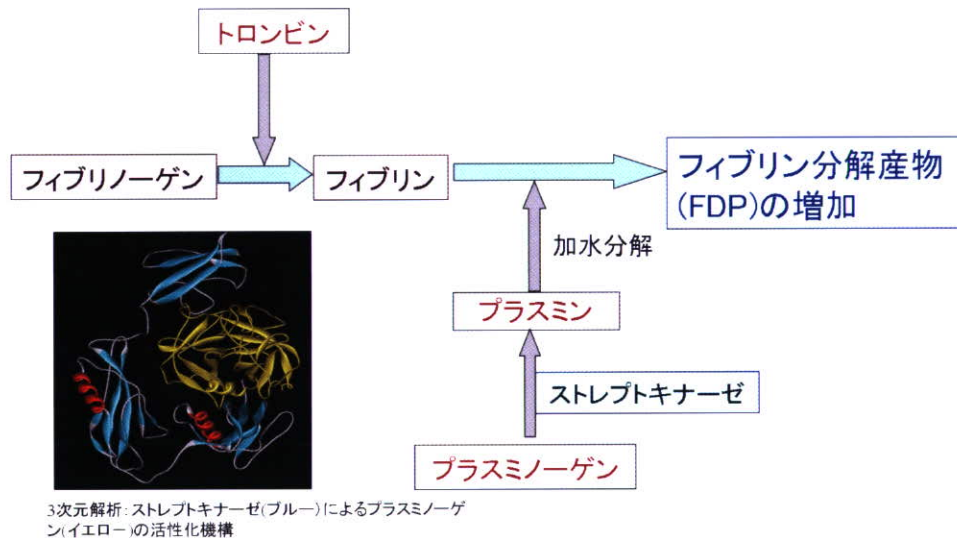 トロンビン
フィブリノーゲン
フィブリン
フィブリン分解産物
(FDP)の増加
加水分解
プラスミン
ストレプトキナーゼ
プラスミノーゲン
3次元解析:ストレプトキナーゼ(ブルー)によるプラスミノーゲ
ン(イエロー)の活性化機構